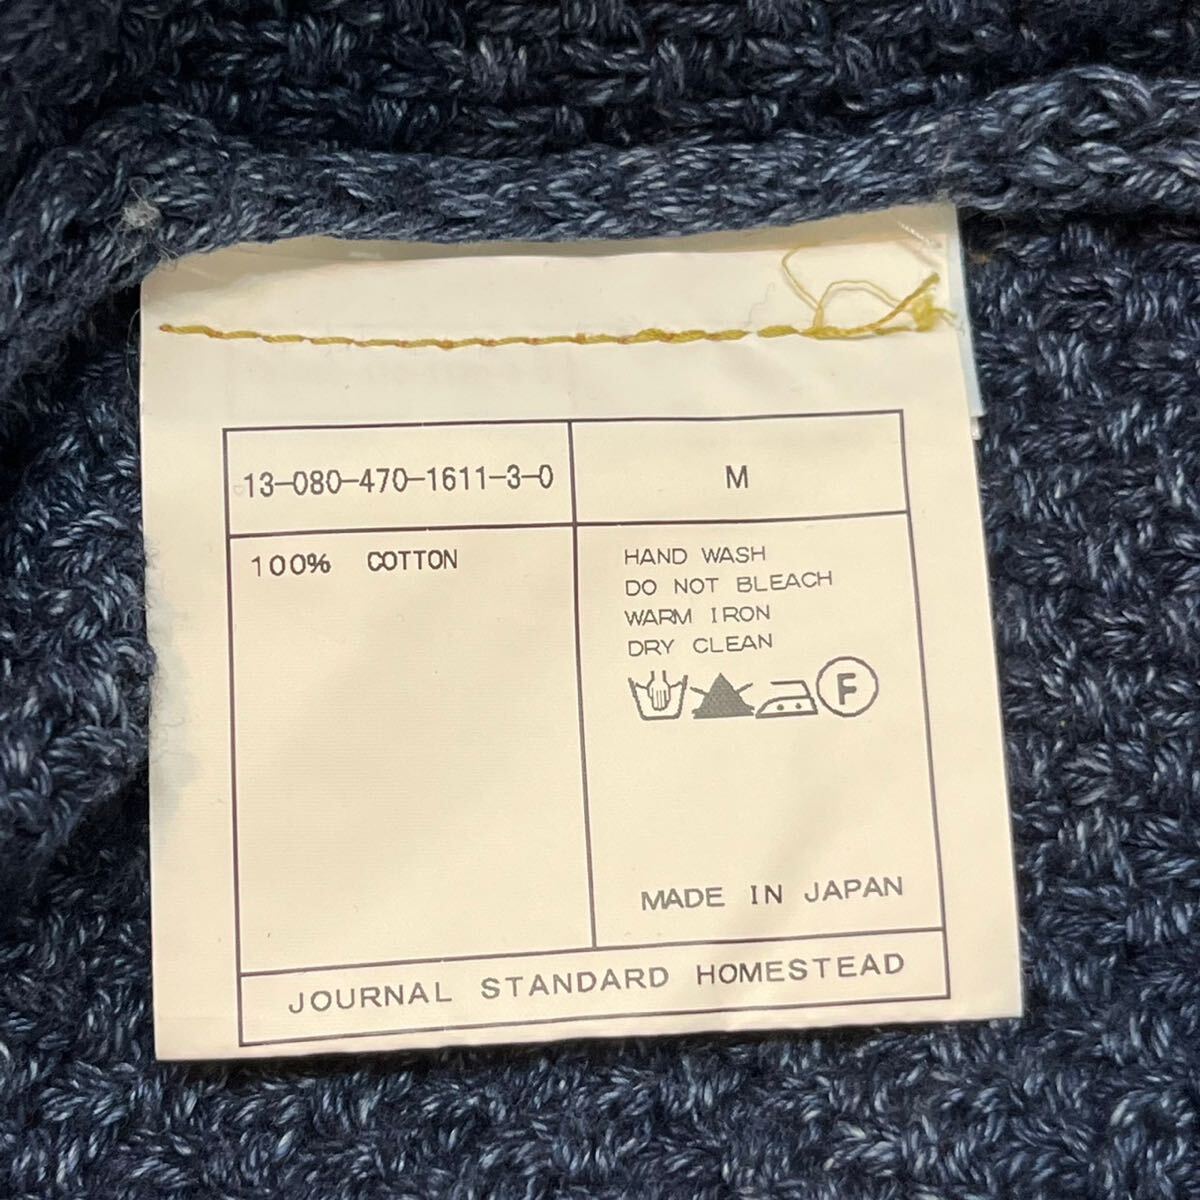 13-080-470-1611-3-0
M
100% COTTON
HAND WASH
DO NOT BLEACH
WARM IRON
DRY CLEAN
F
MADE IN JAPAN
JOURNAL STANDARD HOMESTEAD